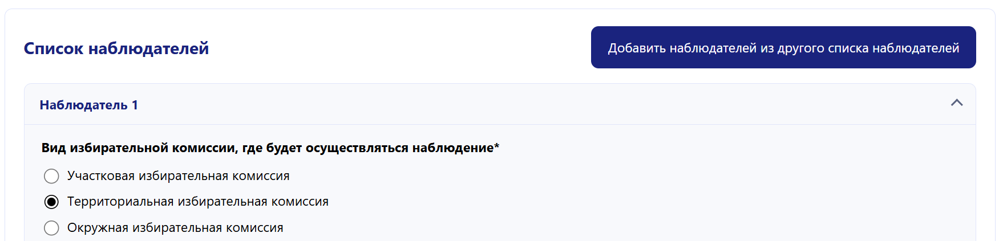 Список наблюдателей
Добавить наблюдателей из другого списка наблюдателей
Наблюдатель 1
Вид избирательной комиссии, где будет осуществляться наблюдение*
Участковая избирательная комиссия
Территориальная избирательная комиссия
Окружная избирательная комиссия